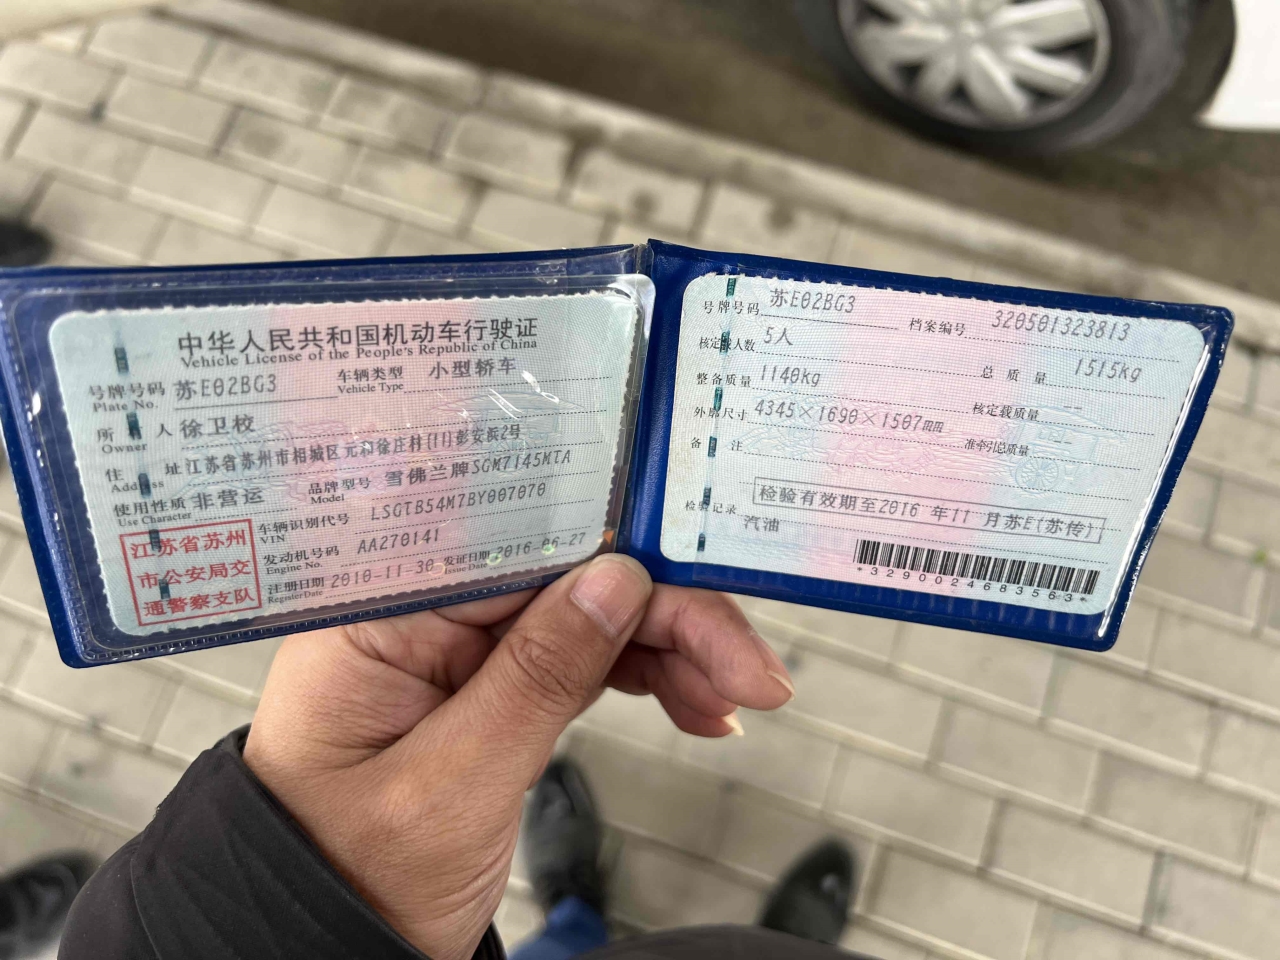 中华人民共和国机动车行驶证
Vehicle License of the People's Republic of China
号牌号码 苏E02BG3 车辆类型 小型轿车
Plate No. Vehicle Type
所有人 徐卫校
Owner
住址 江苏省苏州市相城区元和徐庄村(1)彭安浜2号
Address
使用性质 非营运 品牌型号 雪佛兰牌SGM7145MTA
Use Character Model
江苏省苏州
市公安局交
通警察支队
车辆识别代号 LSGTB54M7BY007070
VIN
发动机号码 AA270141
Engine No.
注册日期 2010-11-30 发证日期 2016-06-27
Register Date Issue Date
号牌号码 苏E02BG3 档案编号 320501323813
核定载人数 5人 总质量 1515kg
整备质量 1140kg 核定载质量 --
外廓尺寸 4345×1690×1507mm 准牵引总质量 --
备注
检验有效期至2016年11月苏E(苏传)
检验记录 汽油
*3290024683563*